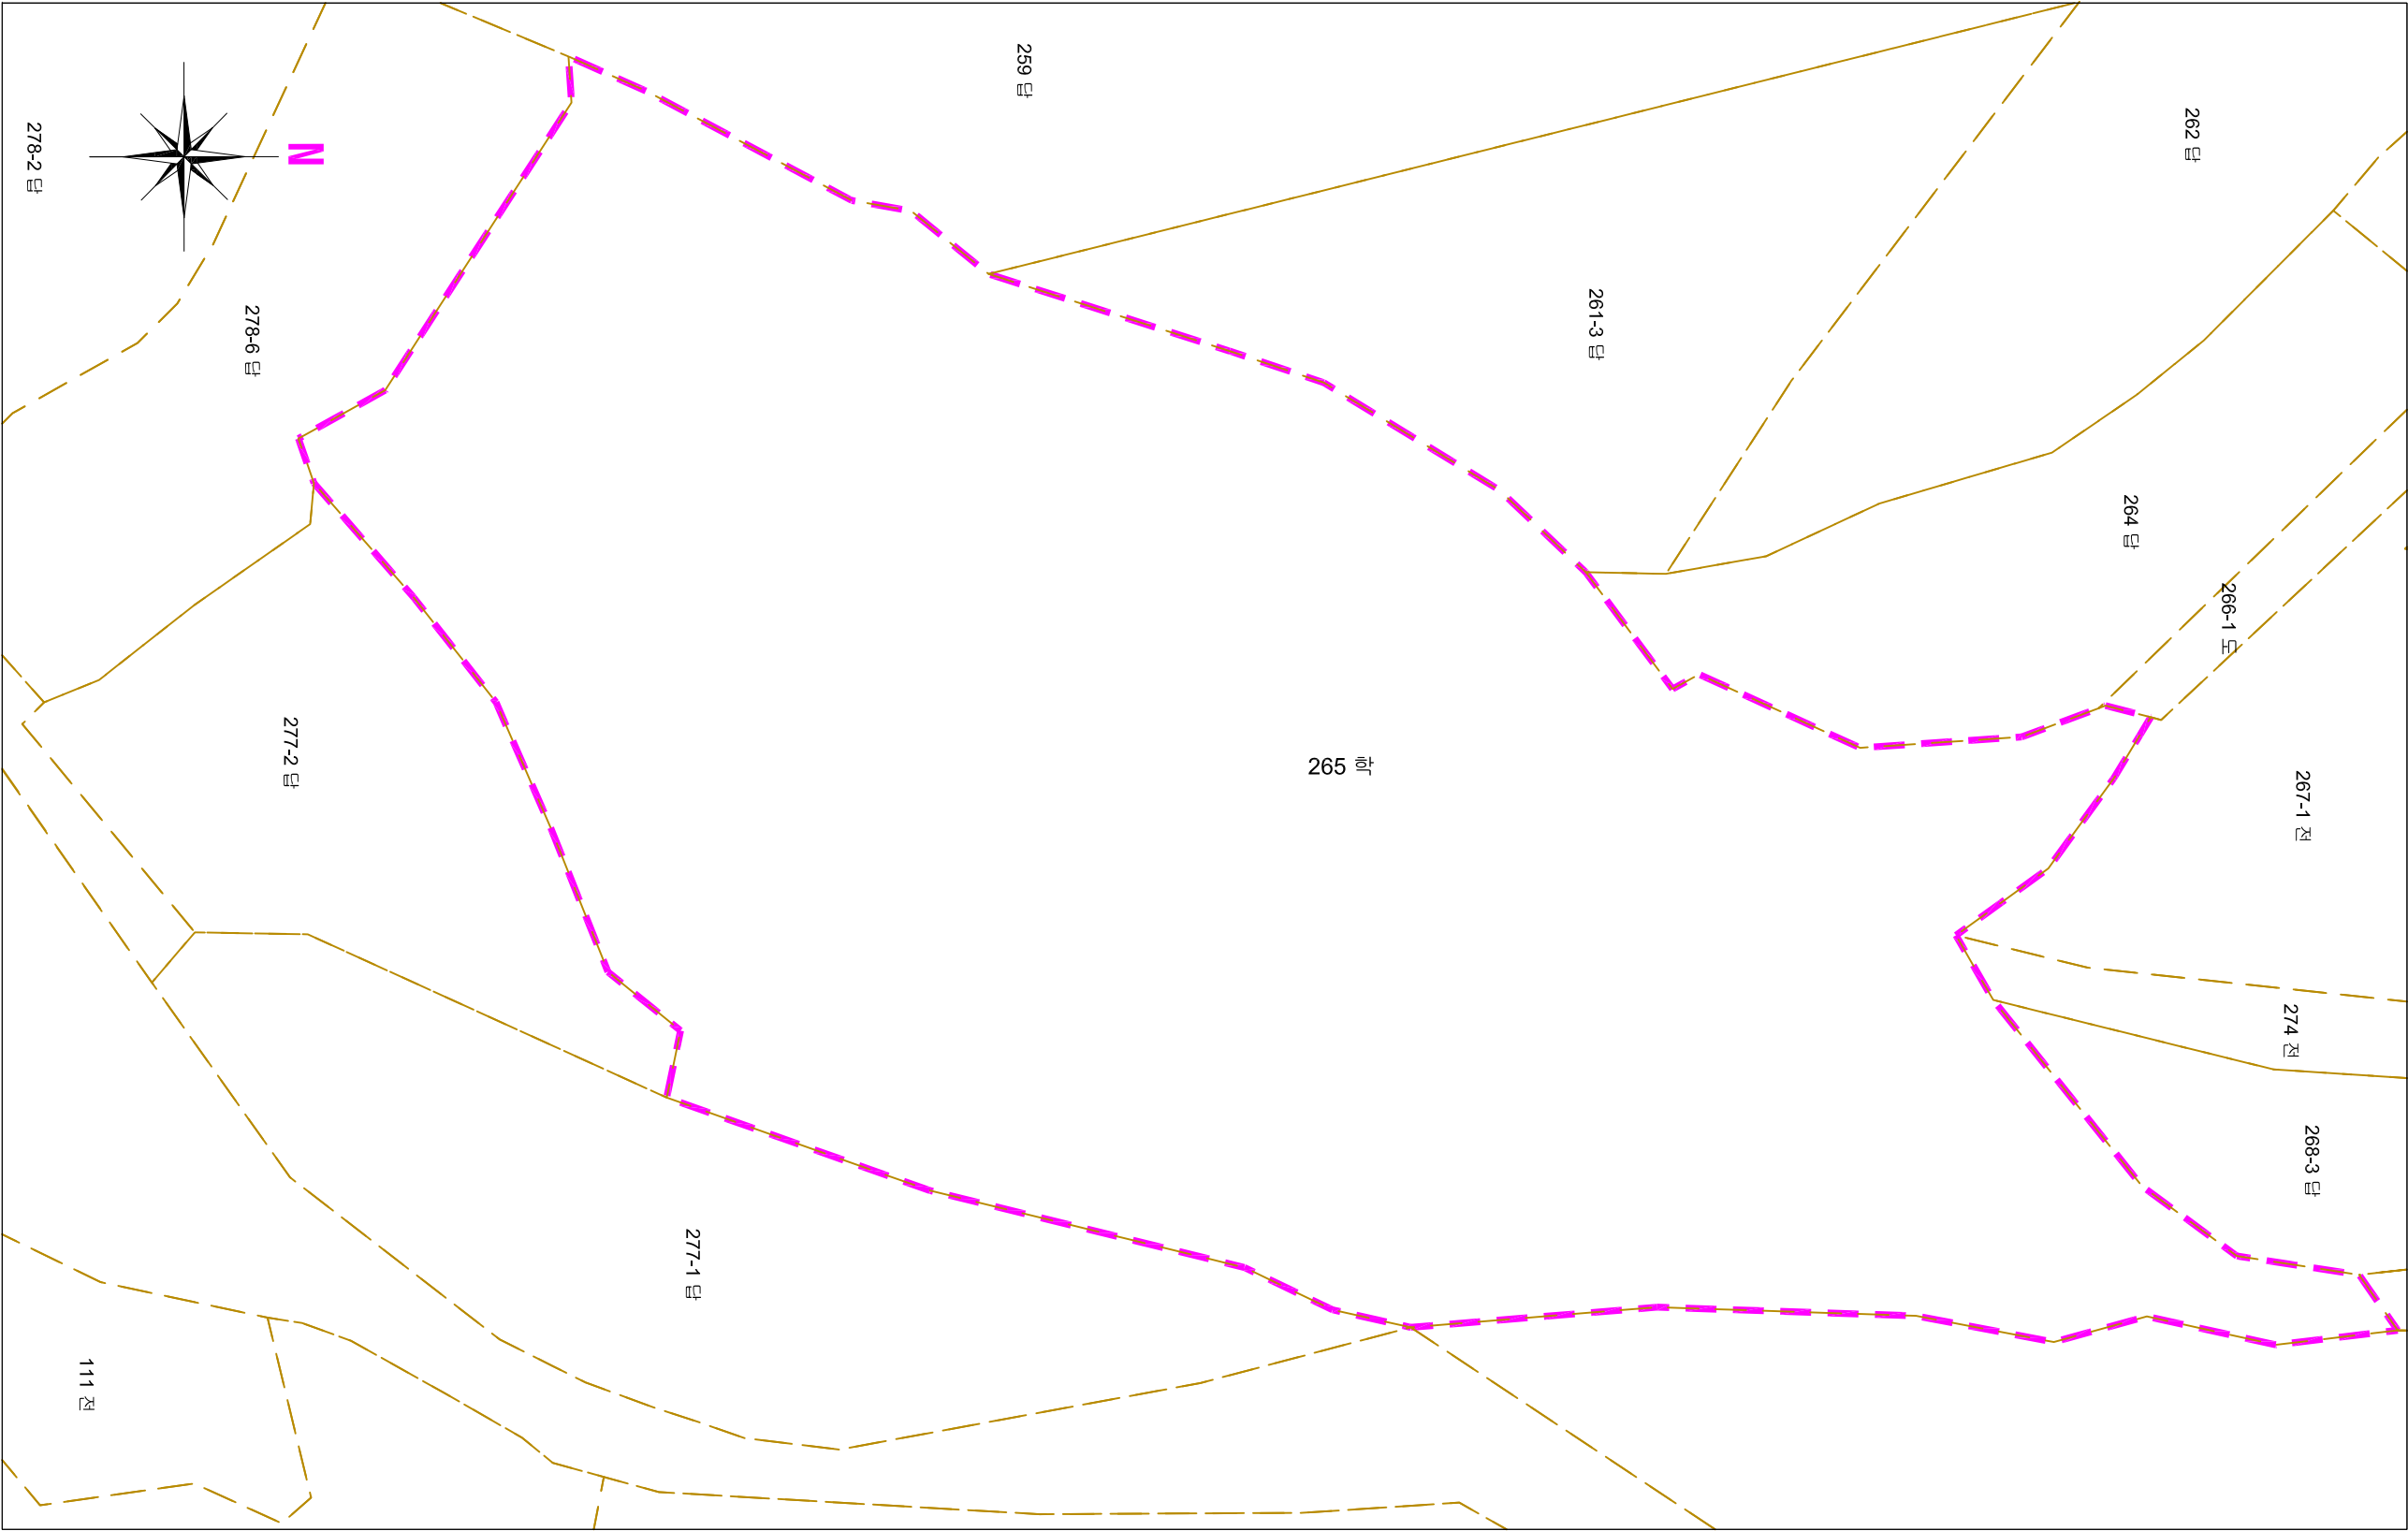 259 답
262 답
278-2 답
N
261-3 답
278-6 답
264 답
266-1 도
277-2 답
265 학
267-1 전
274 전
268-3 답
277-1 답
111 전